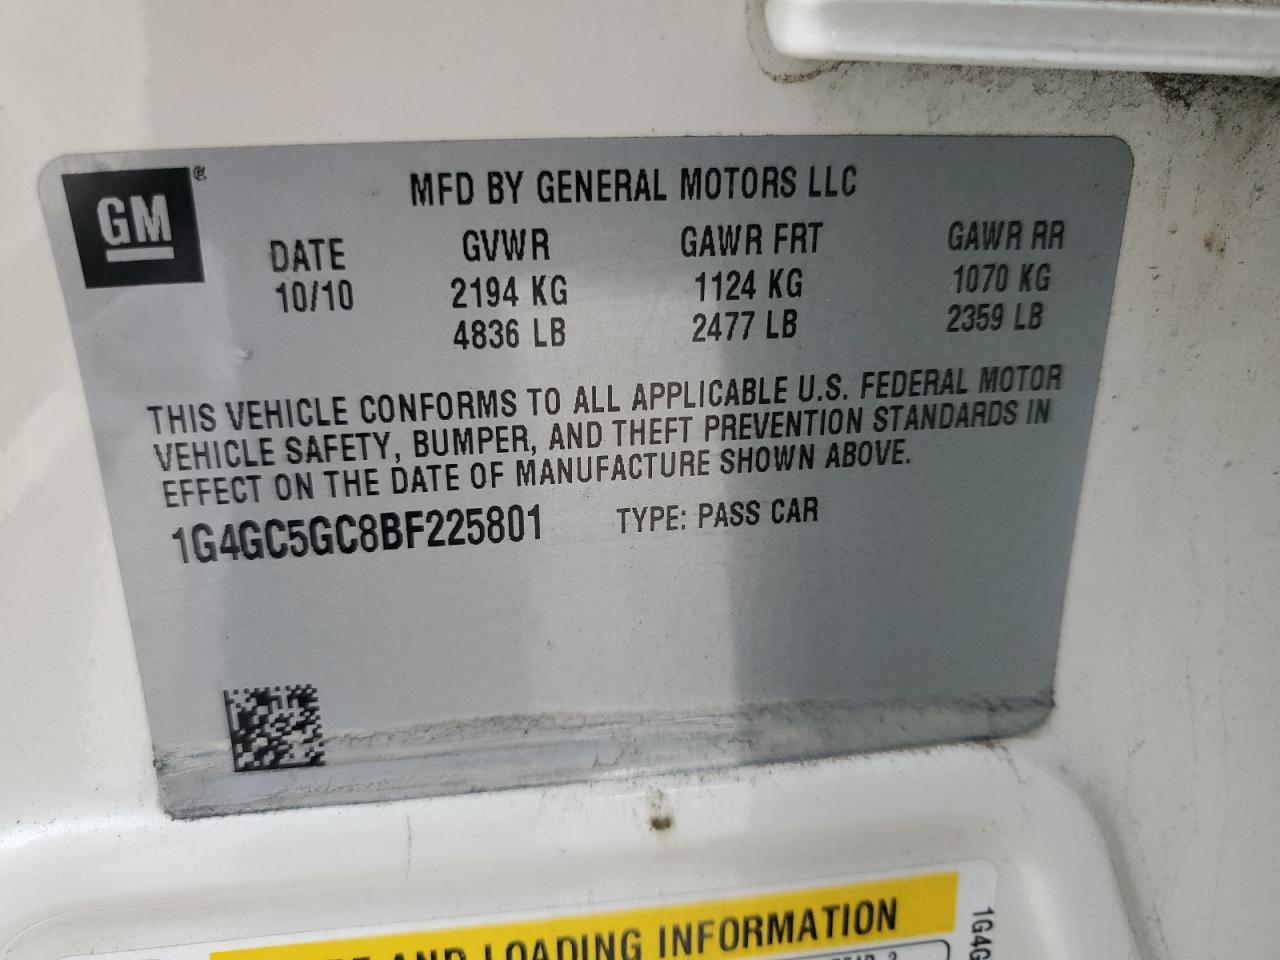 GM
MFD BY GENERAL MOTORS LLC
DATE GVWR GAWR FRT GAWR RR
10/10 2194 KG 1124 KG 1070 KG
4836 LB 2477 LB 2359 LB
THIS VEHICLE CONFORMS TO ALL APPLICABLE U.S. FEDERAL MOTOR
VEHICLE SAFETY, BUMPER, AND THEFT PREVENTION STANDARDS IN
EFFECT ON THE DATE OF MANUFACTURE SHOWN ABOVE.
1G4GC5GC8BF225801 TYPE: PASS CAR
AND LOADING INFORMATION
1G4G